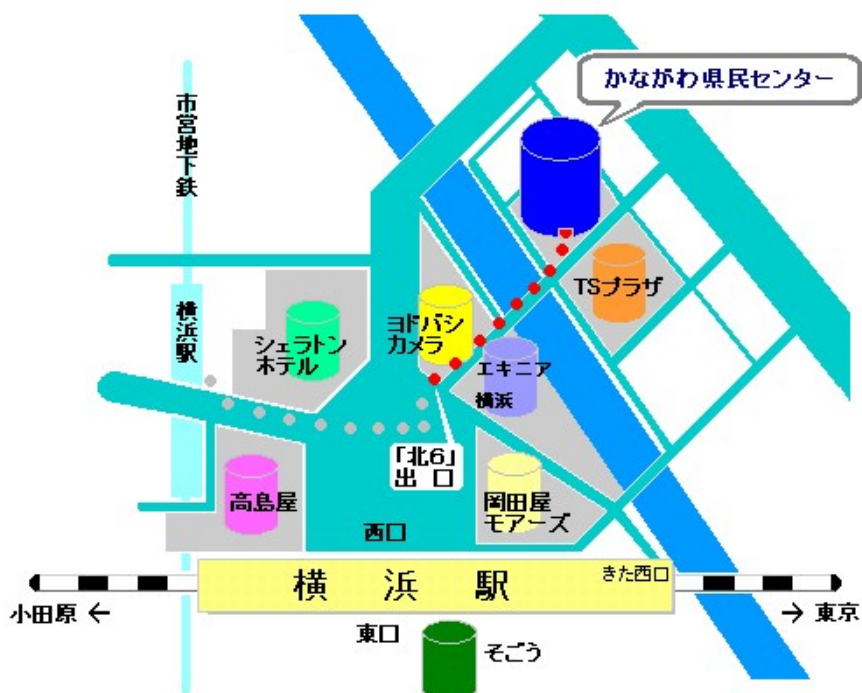 かながわ県民センター
市営地下鉄
横浜駅
TSプラザ
ヨドバシ
カメラ
シェラトン
ホテル
エキニア
横浜
「北6」
出口
高島屋
岡田屋
モアーズ
西口
横浜駅
きた西口
小田原 ←
→ 東京
東口
そごう